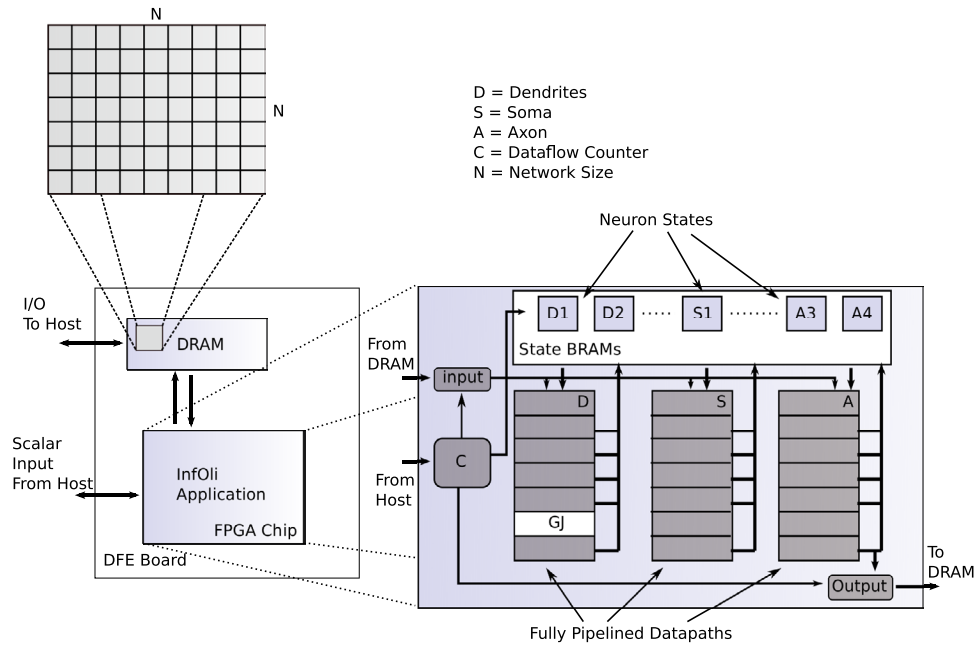 N
N
D = Dendrites
S = Soma
A = Axon
C = Dataflow Counter
N = Network Size
Neuron States
I/O
To Host
DRAM
Scalar
Input
From Host
InfOli
Application
FPGA Chip
DFE Board
D1
D2
S1
A3
A4
State BRAMs
From
DRAM
input
D
S
A
C
From
Host
GJ
Output
To
DRAM
Fully Pipelined Datapaths